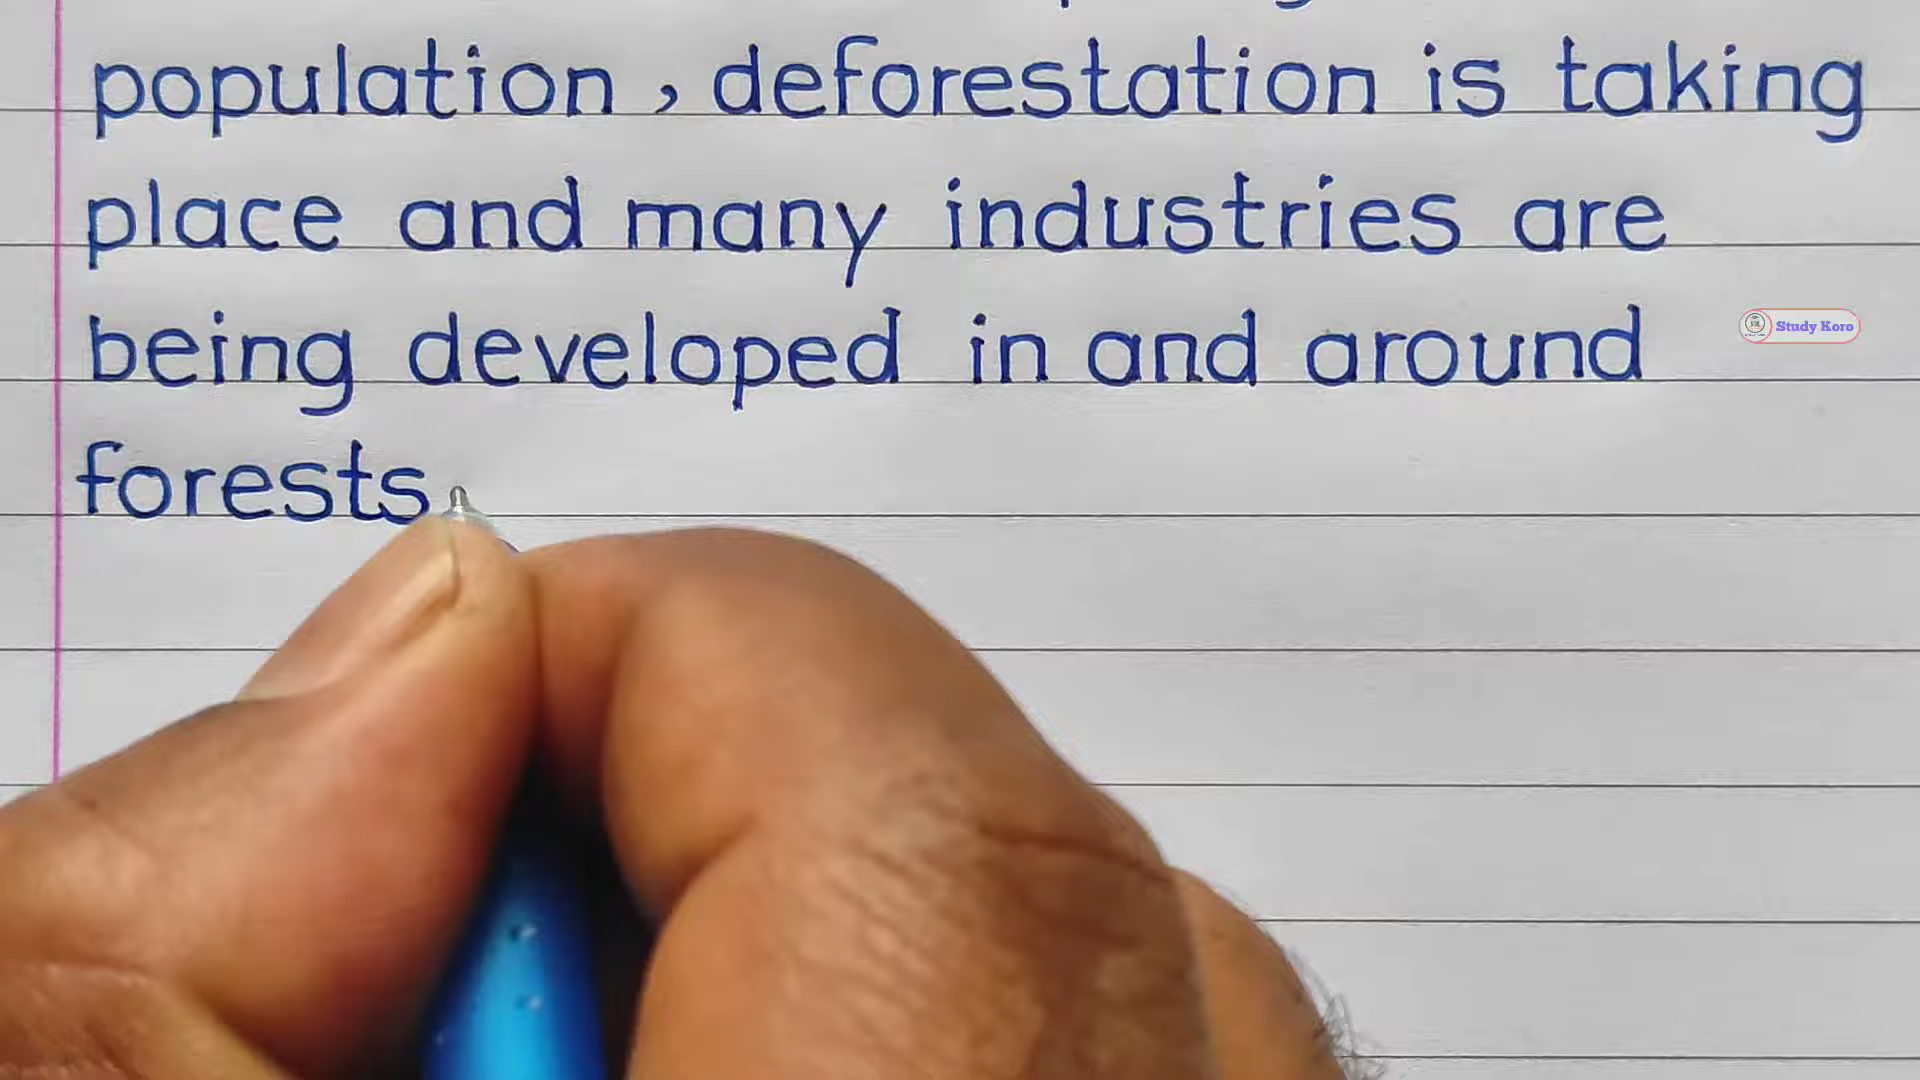 population, deforestation is taking
place and many industries are
being developed in and around
forests
Study Koro